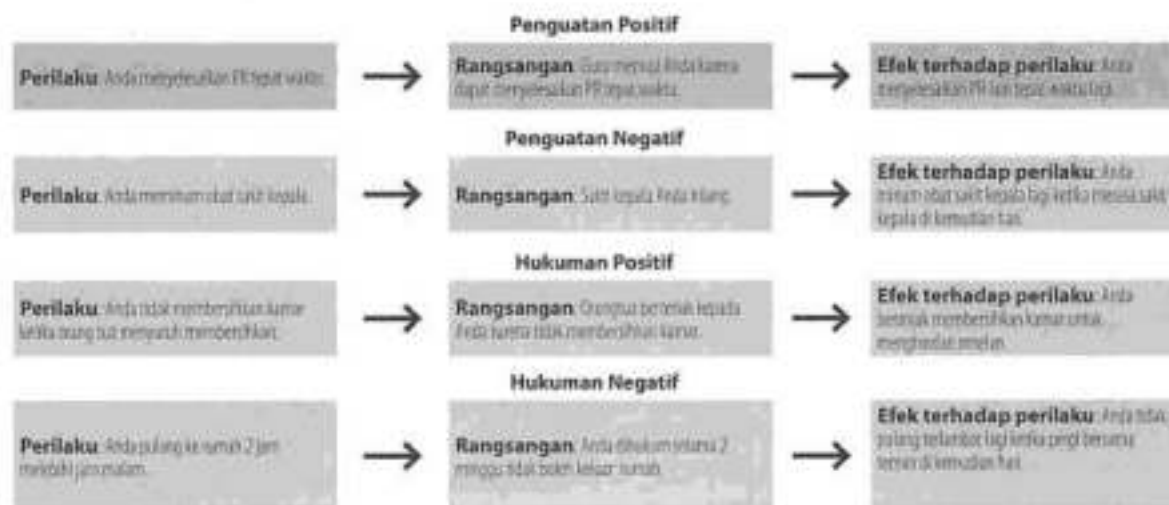 Penguatan Positif
Perilaku: Anda menyelesaikan PR tepat waktu.
Rangsangan: Guru memuji Anda karena
dapat menyelesaikan PR tepat waktu.
Efek terhadap perilaku: Anda
menyelesaikan PR lain tepat waktu lagi.
Penguatan Negatif
Perilaku: Anda meminum obat sakit kepala.
Rangsangan: Sakit kepala Anda hilang.
Efek terhadap perilaku: Anda
minum obat sakit kepala lagi ketika merasa sakit
kepala di kemudian hari.
Hukuman Positif
Perilaku: Anda tidak membersihkan kamar
ketika orang tua menyuruh membersihkan.
Rangsangan: Orangtua berteriak kepada
Anda karena tidak membersihkan kamar.
Efek terhadap perilaku: Anda
membersihkan kamar untuk
menghindari omelan.
Hukuman Negatif
Perilaku: Anda pulang ke rumah 2 jam
jam malam.
Rangsangan: Anda dihukum selama 2
minggu tidak boleh keluar rumah.
Efek terhadap perilaku: Anda tidak
pulang terlambat lagi ketika pergi bersama
teman di kemudian hari.